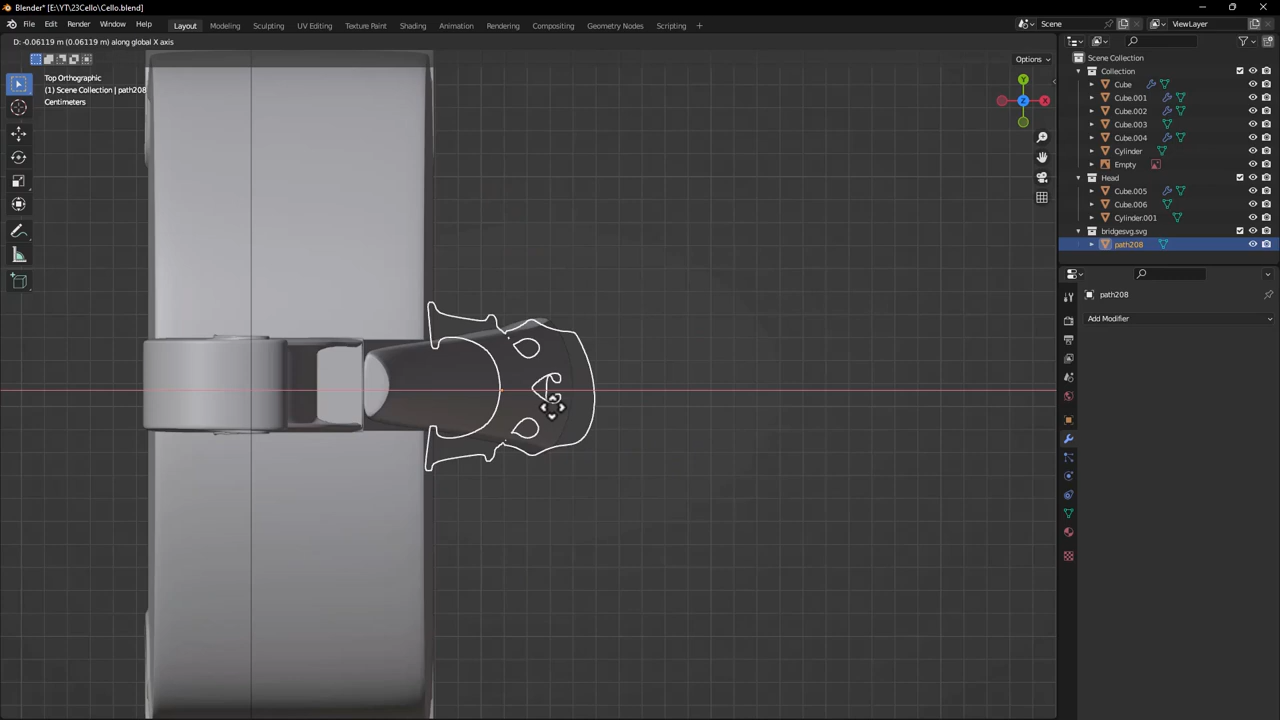 Blender* [E:\YT\23Cello\Cello.blend]
File Edit Render Window Help Layout Modeling Sculpting UV Editing Texture Paint Shading Animation Rendering Compositing Geometry Nodes Scripting + Scene ViewLayer
D: -0.06119 m (0.06119 m) along global X axis
Options
Top Orthographic
(1) Scene Collection | path208
Centimeters
Y
Z
X
Scene Collection
Collection
Cube
Cube.001
Cube.002
Cube.003
Cube.004
Cylinder
Empty
Head
Cube.005
Cube.006
Cylinder.001
bridgesvg.svg
path208
path208
Add Modifier